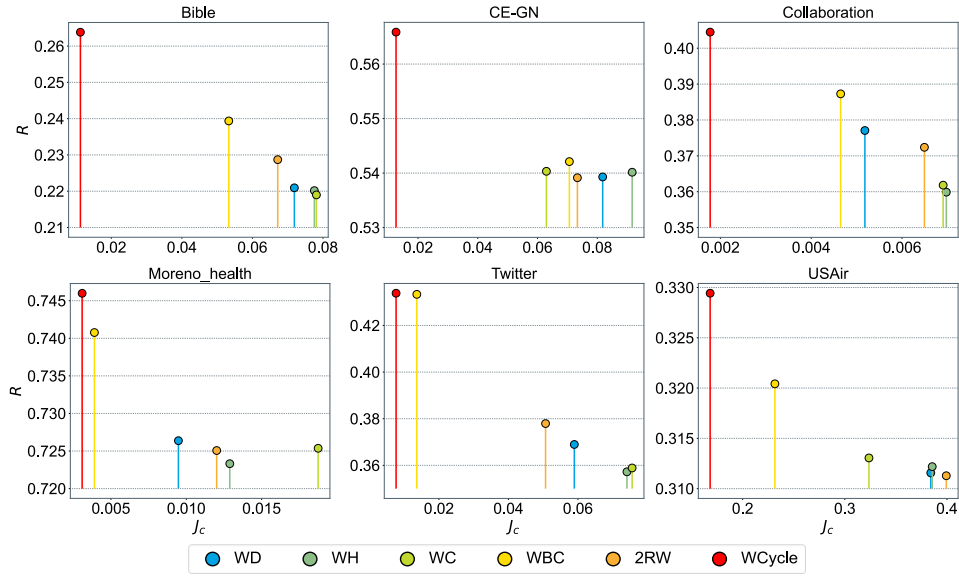 Bible
CE-GN
Collaboration
0.26
0.24
0.23
0.22
0.21
R
0.02
0.04
0.06
0.08
0.56
0.55
0.54
0.53
0.02
0.04
0.06
0.08
0.40
0.39
0.38
0.37
0.36
0.35
0.002
0.004
0.006
Moreno_health
Twitter
USAir
0.745
0.740
0.730
0.725
0.720
R
0.005
0.010
0.015
J_c
0.42
0.40
0.38
0.36
0.00
0.02
0.04
0.06
J_c
0.330
0.325
0.320
0.315
0.310
0.2
0.3
0.4
J_c
WD
WH
WC
WBC
2RW
WCycle